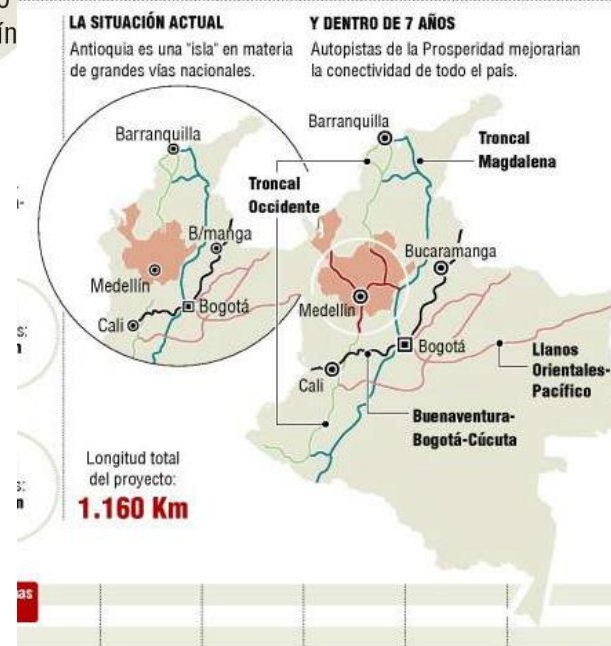 LA SITUACIÓN ACTUAL
Antioquia es una "isla" en materia
de grandes vías nacionales.
Y DENTRO DE 7 AÑOS
Autopistas de la Prosperidad mejorarian
la conectividad de todo el país.
Barranquilla
B/manga
Medellín
Bogotá
Cali
Barranquilla
Troncal
Magdalena
Troncal
Occidente
Bucaramanga
Medellín
Bogotá
Cali
Llanos
Orientales-
Pacífico
Buenaventura-
Bogotá-Cúcuta
Longitud total
del proyecto:
1.160 Km